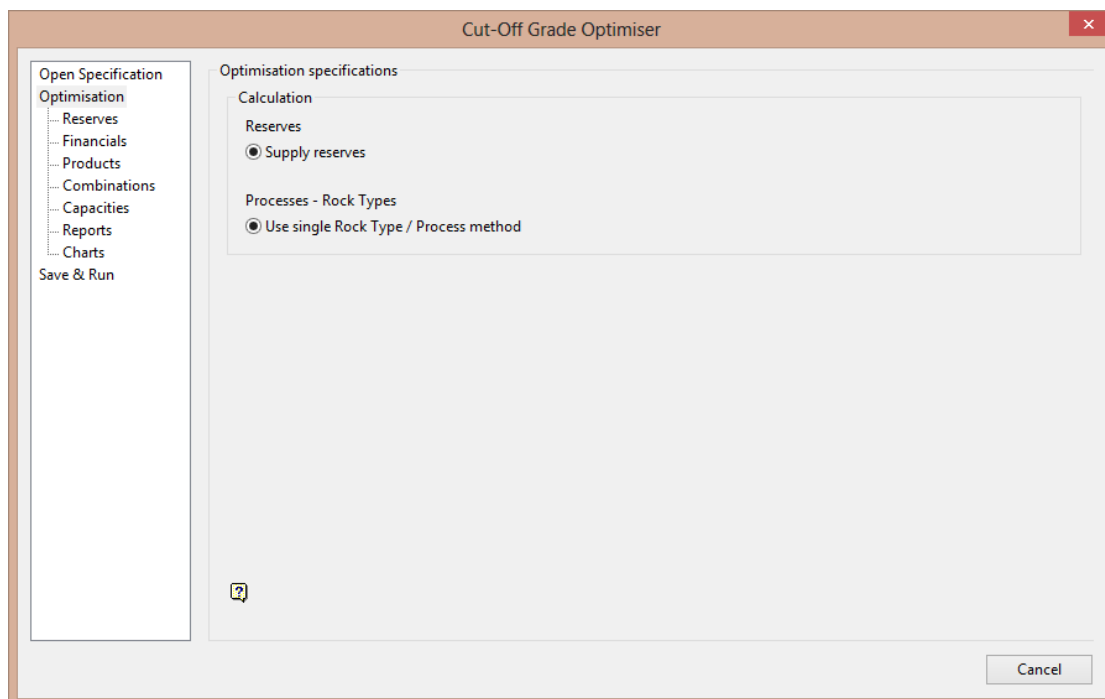 Cut-Off Grade Optimiser
Open Specification
Optimisation
Reserves
Financials
Products
Combinations
Capacities
Reports
Charts
Save & Run
Optimisation specifications
Calculation
Reserves
Supply reserves
Processes - Rock Types
Use single Rock Type / Process method
?
Cancel